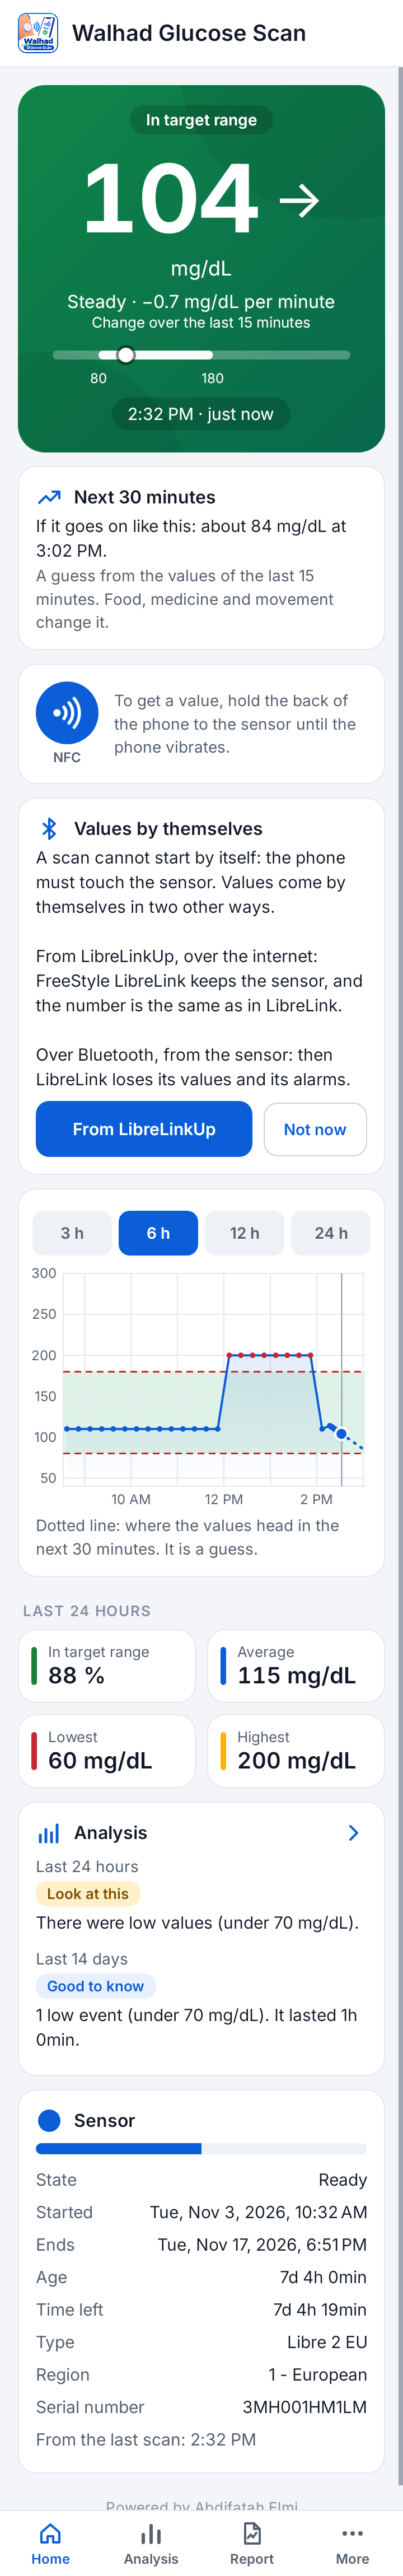 Walhad
Glucose Scan
Walhad Glucose Scan
In target range
104 →
mg/dL
Steady · −0.7 mg/dL per minute
Change over the last 15 minutes
80 180
2:32 PM · just now
Next 30 minutes
If it goes on like this: about 84 mg/dL at
3:02 PM.
A guess from the values of the last 15
minutes. Food, medicine and movement
change it.
NFC
To get a value, hold the back of
the phone to the sensor until the
phone vibrates.
Values by themselves
A scan cannot start by itself: the phone
must touch the sensor. Values come by
themselves in two other ways.
From LibreLinkUp, over the internet:
FreeStyle LibreLink keeps the sensor, and
the number is the same as in LibreLink.
Over Bluetooth, from the sensor: then
LibreLink loses its values and its alarms.
From LibreLinkUp Not now
3 h 6 h 12 h 24 h
300
250
200
150
100
50
10 AM 12 PM 2 PM
Dotted line: where the values head in the
next 30 minutes. It is a guess.
LAST 24 HOURS
In target range
88 %
Average
115 mg/dL
Lowest
60 mg/dL
Highest
200 mg/dL
Analysis
Last 24 hours
Look at this
There were low values (under 70 mg/dL).
Last 14 days
Good to know
1 low event (under 70 mg/dL). It lasted 1h
0min.
Sensor
State Ready
Started Tue, Nov 3, 2026, 10:32 AM
Ends Tue, Nov 17, 2026, 6:51 PM
Age 7d 4h 0min
Time left 7d 4h 19min
Type Libre 2 EU
Region 1 - European
Serial number 3MH001HM1LM
From the last scan: 2:32 PM
Powered by Abdifatah Elmi
Home Analysis Report More